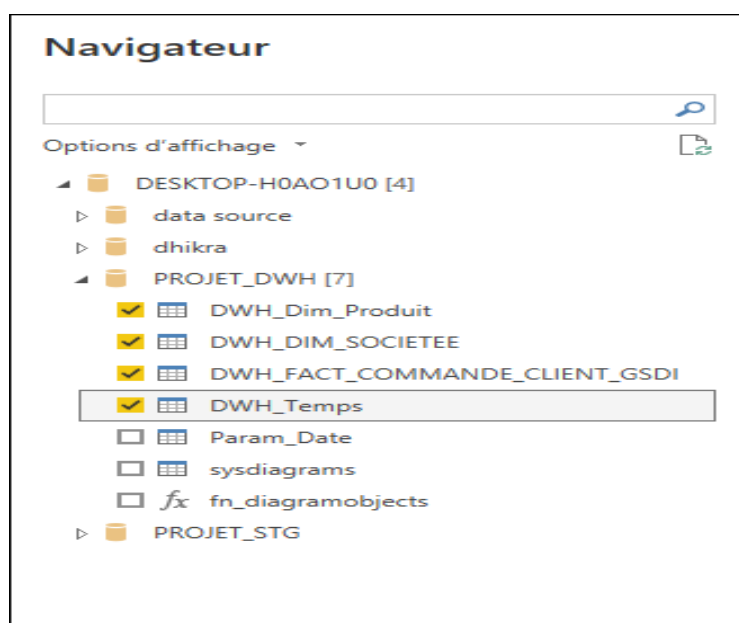 Navigateur
Options d'affichage
DESKTOP-H0AO1U0 [4]
data source
dhikra
PROJET_DWH [7]
DWH_Dim_Produit
DWH_DIM_SOCIETEE
DWH_FACT_COMMANDE_CLIENT_GSDI
DWH_Temps
Param_Date
sysdiagrams
fx fn_diagramobjects
PROJET_STG